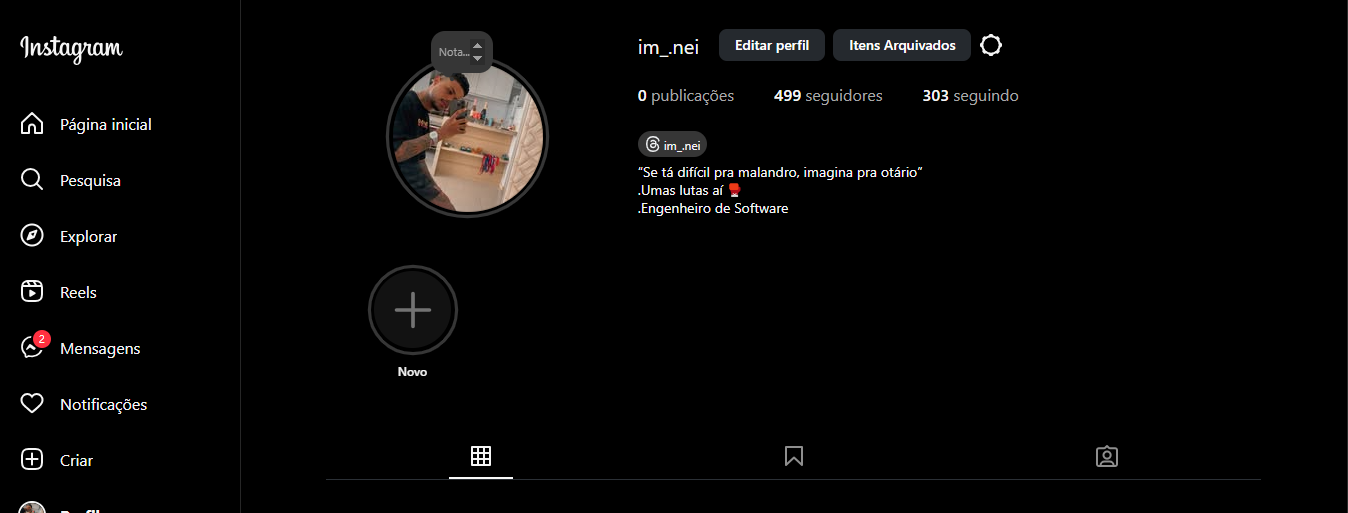 Instagram
Página inicial
Pesquisa
Explorar
Reels
2
Mensagens
Notificações
Criar
Nota...
im_.nei
Editar perfil
Itens Arquivados
0 publicações
499 seguidores
303 seguindo
im_.nei
“Se tá difícil pra malandro, imagina pra otário”
.Umas lutas aí 🥊
.Engenheiro de Software
Novo